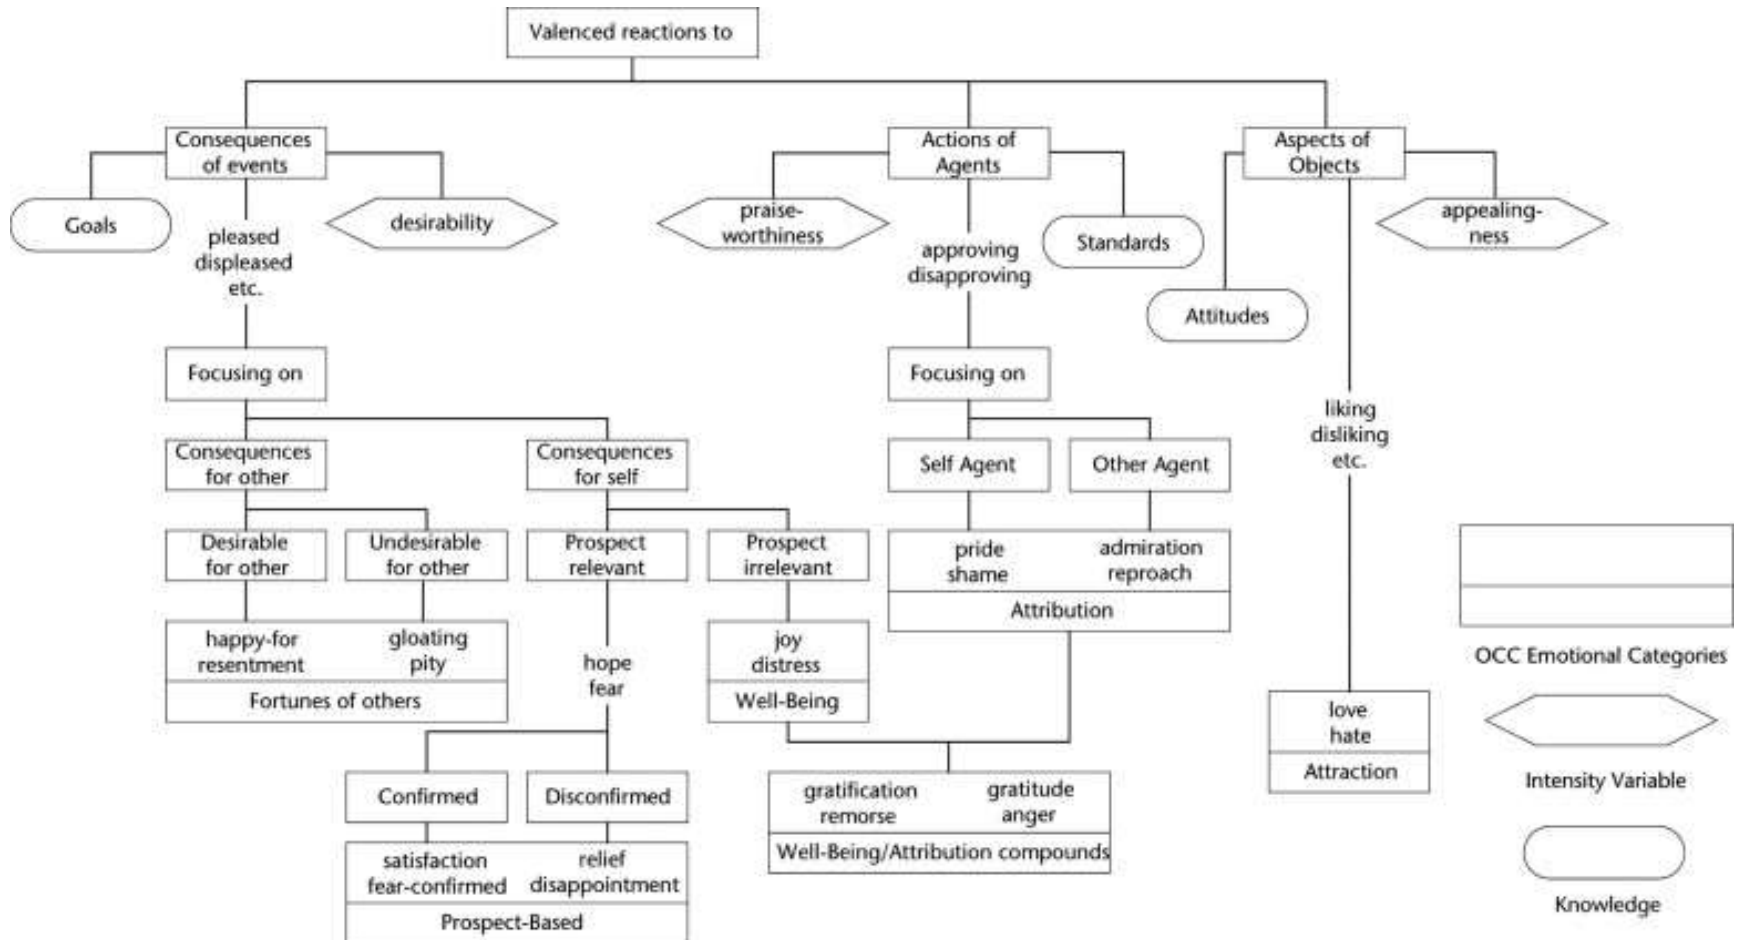 Valenced reactions to
Consequences
of events
Actions of
Agents
Aspects of
Objects
Goals
pleased
displeased
etc.
desirability
praise-
worthiness
approving
disapproving
Standards
Attitudes
appealing-
ness
Focusing on
Focusing on
liking
disliking
etc.
Consequences
for other
Consequences
for self
Self Agent
Other Agent
Desirable
for other
Undesirable
for other
Prospect
relevant
Prospect
irrelevant
pride
shame
admiration
reproach
Attribution
happy-for
resentment
gloating
pity
Fortunes of others
hope
fear
joy
distress
Well-Being
love
hate
Attraction
Confirmed
Disconfirmed
gratification
remorse
gratitude
anger
Well-Being/Attribution compounds
satisfaction
fear-confirmed
relief
disappointment
Prospect-Based
OCC Emotional Categories
Intensity Variable
Knowledge